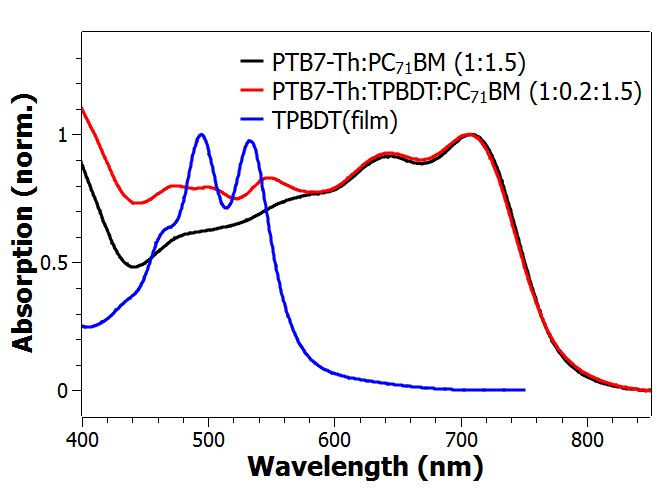 PTB7-Th:PC₇₁BM (1:1.5)
PTB7-Th:TPBDT:PC₇₁BM (1:0.2:1.5)
TPBDT(film)
Absorption (norm.)
1
0.5
0
400 500 600 700 800
Wavelength (nm)